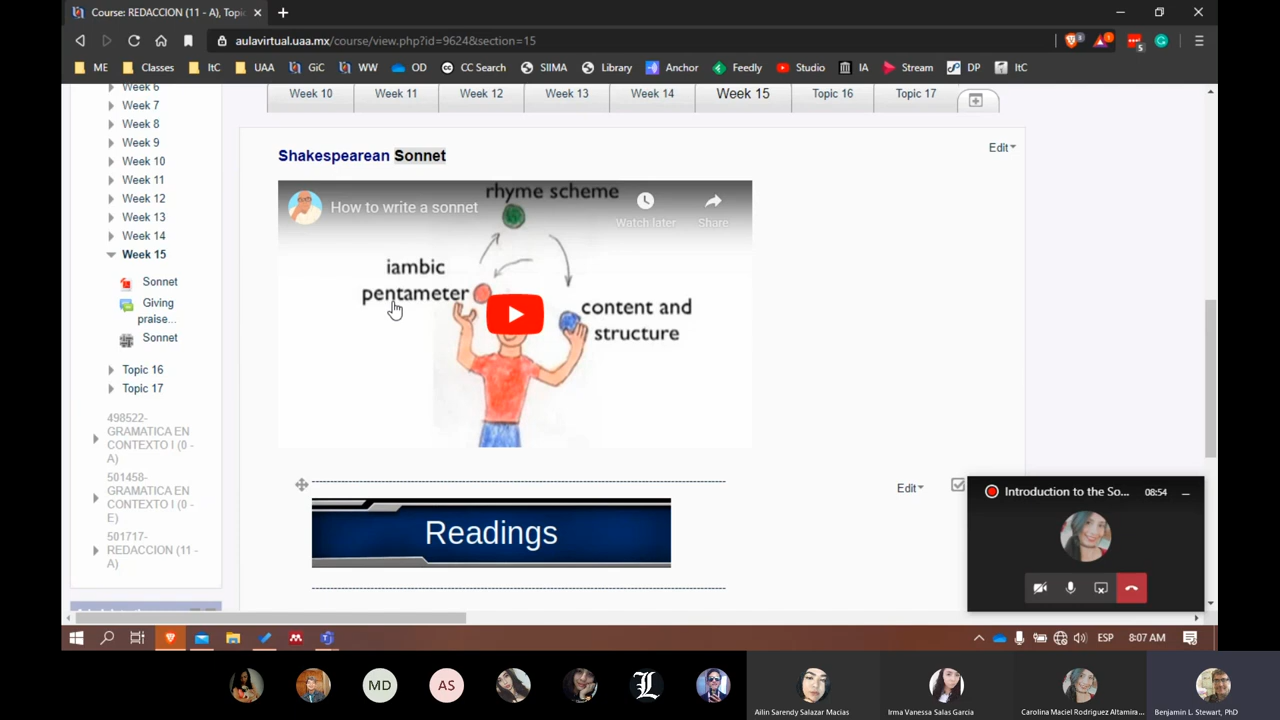 Course: REDACCION (11 - A), Topic
aulavirtual.uaa.mx/course/view.php?id=9624&section=15
3
1
5
ME
Classes
ItC
UAA
GiC
WW
OD
CC Search
SIIMA
Library
Anchor
Feedly
Studio
IA
Stream
DP
ItC
Week 6
Week 7
Week 8
Week 9
Week 10
Week 11
Week 12
Week 13
Week 14
Week 15
Sonnet
Giving
praise...
Sonnet
Topic 16
Topic 17
498522-
GRAMATICA EN
CONTEXTO I (0 -
A)
501458-
GRAMATICA EN
CONTEXTO I (0 -
E)
501717-
REDACCION (11 -
A)
Week 10
Week 11
Week 12
Week 13
Week 14
Week 15
Topic 16
Topic 17
Shakespearean Sonnet
Edit
How to write a sonnet
Watch later
Share
rhyme scheme
iambic
pentameter
content and
structure
Edit
Readings
Introduction to the So...
08:54
ESP
8:07 AM
MD
AS
L
Ailin Sarendy Salazar Macias
Irma Vanessa Salas Garcia
Carolina Maciel Rodriguez Altamira...
Benjamin L. Stewart, PhD